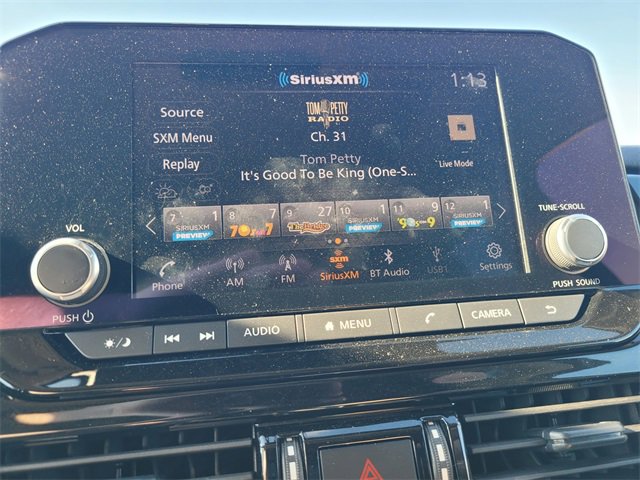 SiriusXM
1:13
Source
TOM PETTY
RADIO
SXM Menu
Ch. 31
Replay
Tom Petty
Live Mode
It's Good To Be King (One-S...
7 1 8 7 9 27 10 1 11 9 12 1
SIRIUSXM
PREVIEW
70s on 7
The Bridge
SIRIUSXM
PREVIEW
90s on 9
SIRIUSXM
PREVIEW
sxm
Phone
AM
FM
SiriusXM
BT Audio
USB1
Settings
VOL
PUSH
TUNE·SCROLL
PUSH SOUND
AUDIO
MENU
CAMERA